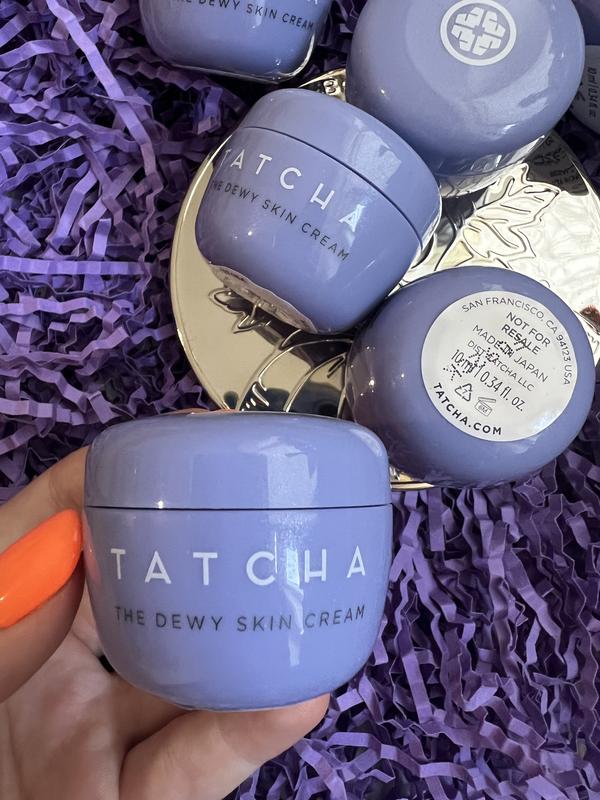 THE DEWY SKIN CREAM
TATCHA
THE DEWY SKIN CREAM
SAN FRANCISCO, CA 94123 USA
NOT FOR
RESALE
MADE IN JAPAN
DIST. TATCHA LLC
10 ml / 0.34 fl. oz.
6M
TATCHA.COM
TATCHA
THE DEWY SKIN CREAM